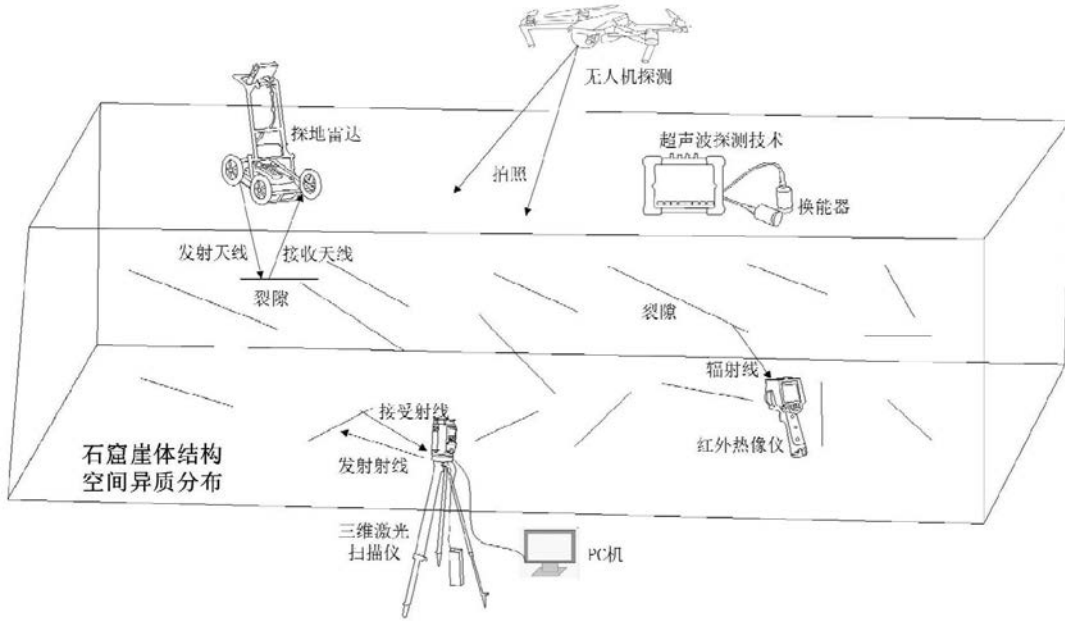 无人机探测
探地雷达
超声波探测技术
拍照
换能器
发射天线
接收天线
裂隙
裂隙
辐射线
接受射线
红外热像仪
石窟崖体结构
空间异质分布
发射射线
三维激光
扫描仪
PC机